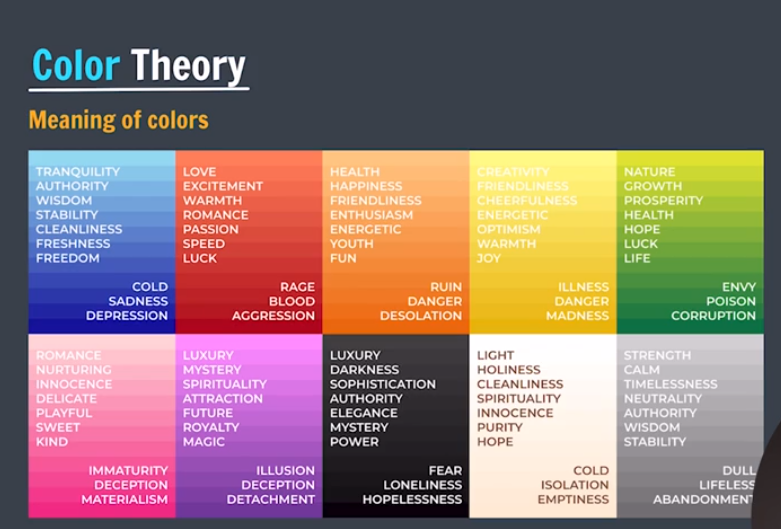 Color Theory
Meaning of colors
TRANQUILITY
AUTHORITY
WISDOM
STABILITY
CLEANLINESS
FRESHNESS
FREEDOM
COLD
SADNESS
DEPRESSION
LOVE
EXCITEMENT
WARMTH
ROMANCE
PASSION
SPEED
LUCK
RAGE
BLOOD
AGGRESSION
HEALTH
HAPPINESS
FRIENDLINESS
ENTHUSIASM
ENERGETIC
YOUTH
FUN
RUIN
DANGER
DESOLATION
CREATIVITY
FRIENDLINESS
CHEERFULNESS
ENERGETIC
OPTIMISM
WARMTH
JOY
ILLNESS
DANGER
MADNESS
NATURE
GROWTH
PROSPERITY
HEALTH
HOPE
LUCK
LIFE
ENVY
POISON
CORRUPTION
ROMANCE
NURTURING
INNOCENCE
DELICATE
PLAYFUL
SWEET
KIND
IMMATURITY
DECEPTION
MATERIALISM
LUXURY
MYSTERY
SPIRITUALITY
ATTRACTION
FUTURE
ROYALTY
MAGIC
ILLUSION
DECEPTION
DETACHMENT
LUXURY
DARKNESS
SOPHISTICATION
AUTHORITY
ELEGANCE
MYSTERY
POWER
FEAR
LONELINESS
HOPELESSNESS
LIGHT
HOLINESS
CLEANLINESS
SPIRITUALITY
INNOCENCE
PURITY
HOPE
COLD
ISOLATION
EMPTINESS
STRENGTH
CALM
TIMELESSNESS
NEUTRALITY
AUTHORITY
WISDOM
STABILITY
DULL
LIFELESS
ABANDONMENT